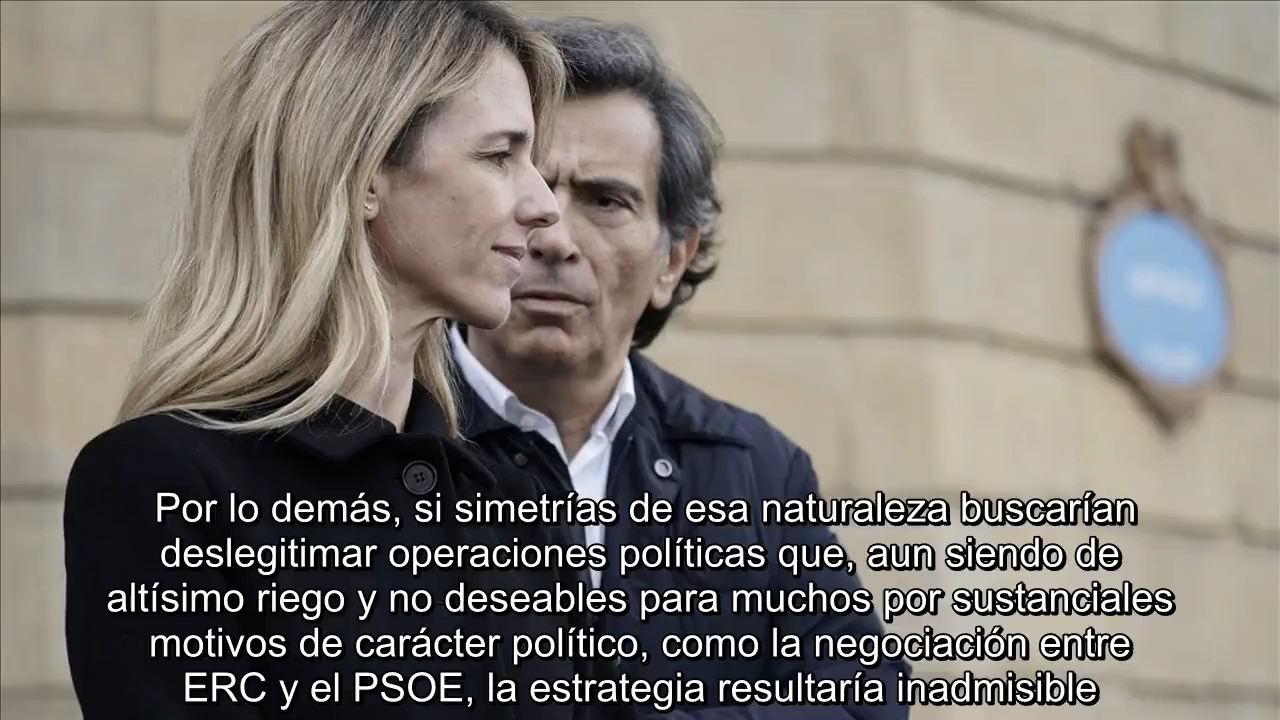 Por lo demás, si simetrías de esa naturaleza buscarían
deslegitimar operaciones políticas que, aun siendo de
altísimo riego y no deseables para muchos por sustanciales
motivos de carácter político, como la negociación entre
ERC y el PSOE, la estrategia resultaría inadmisible